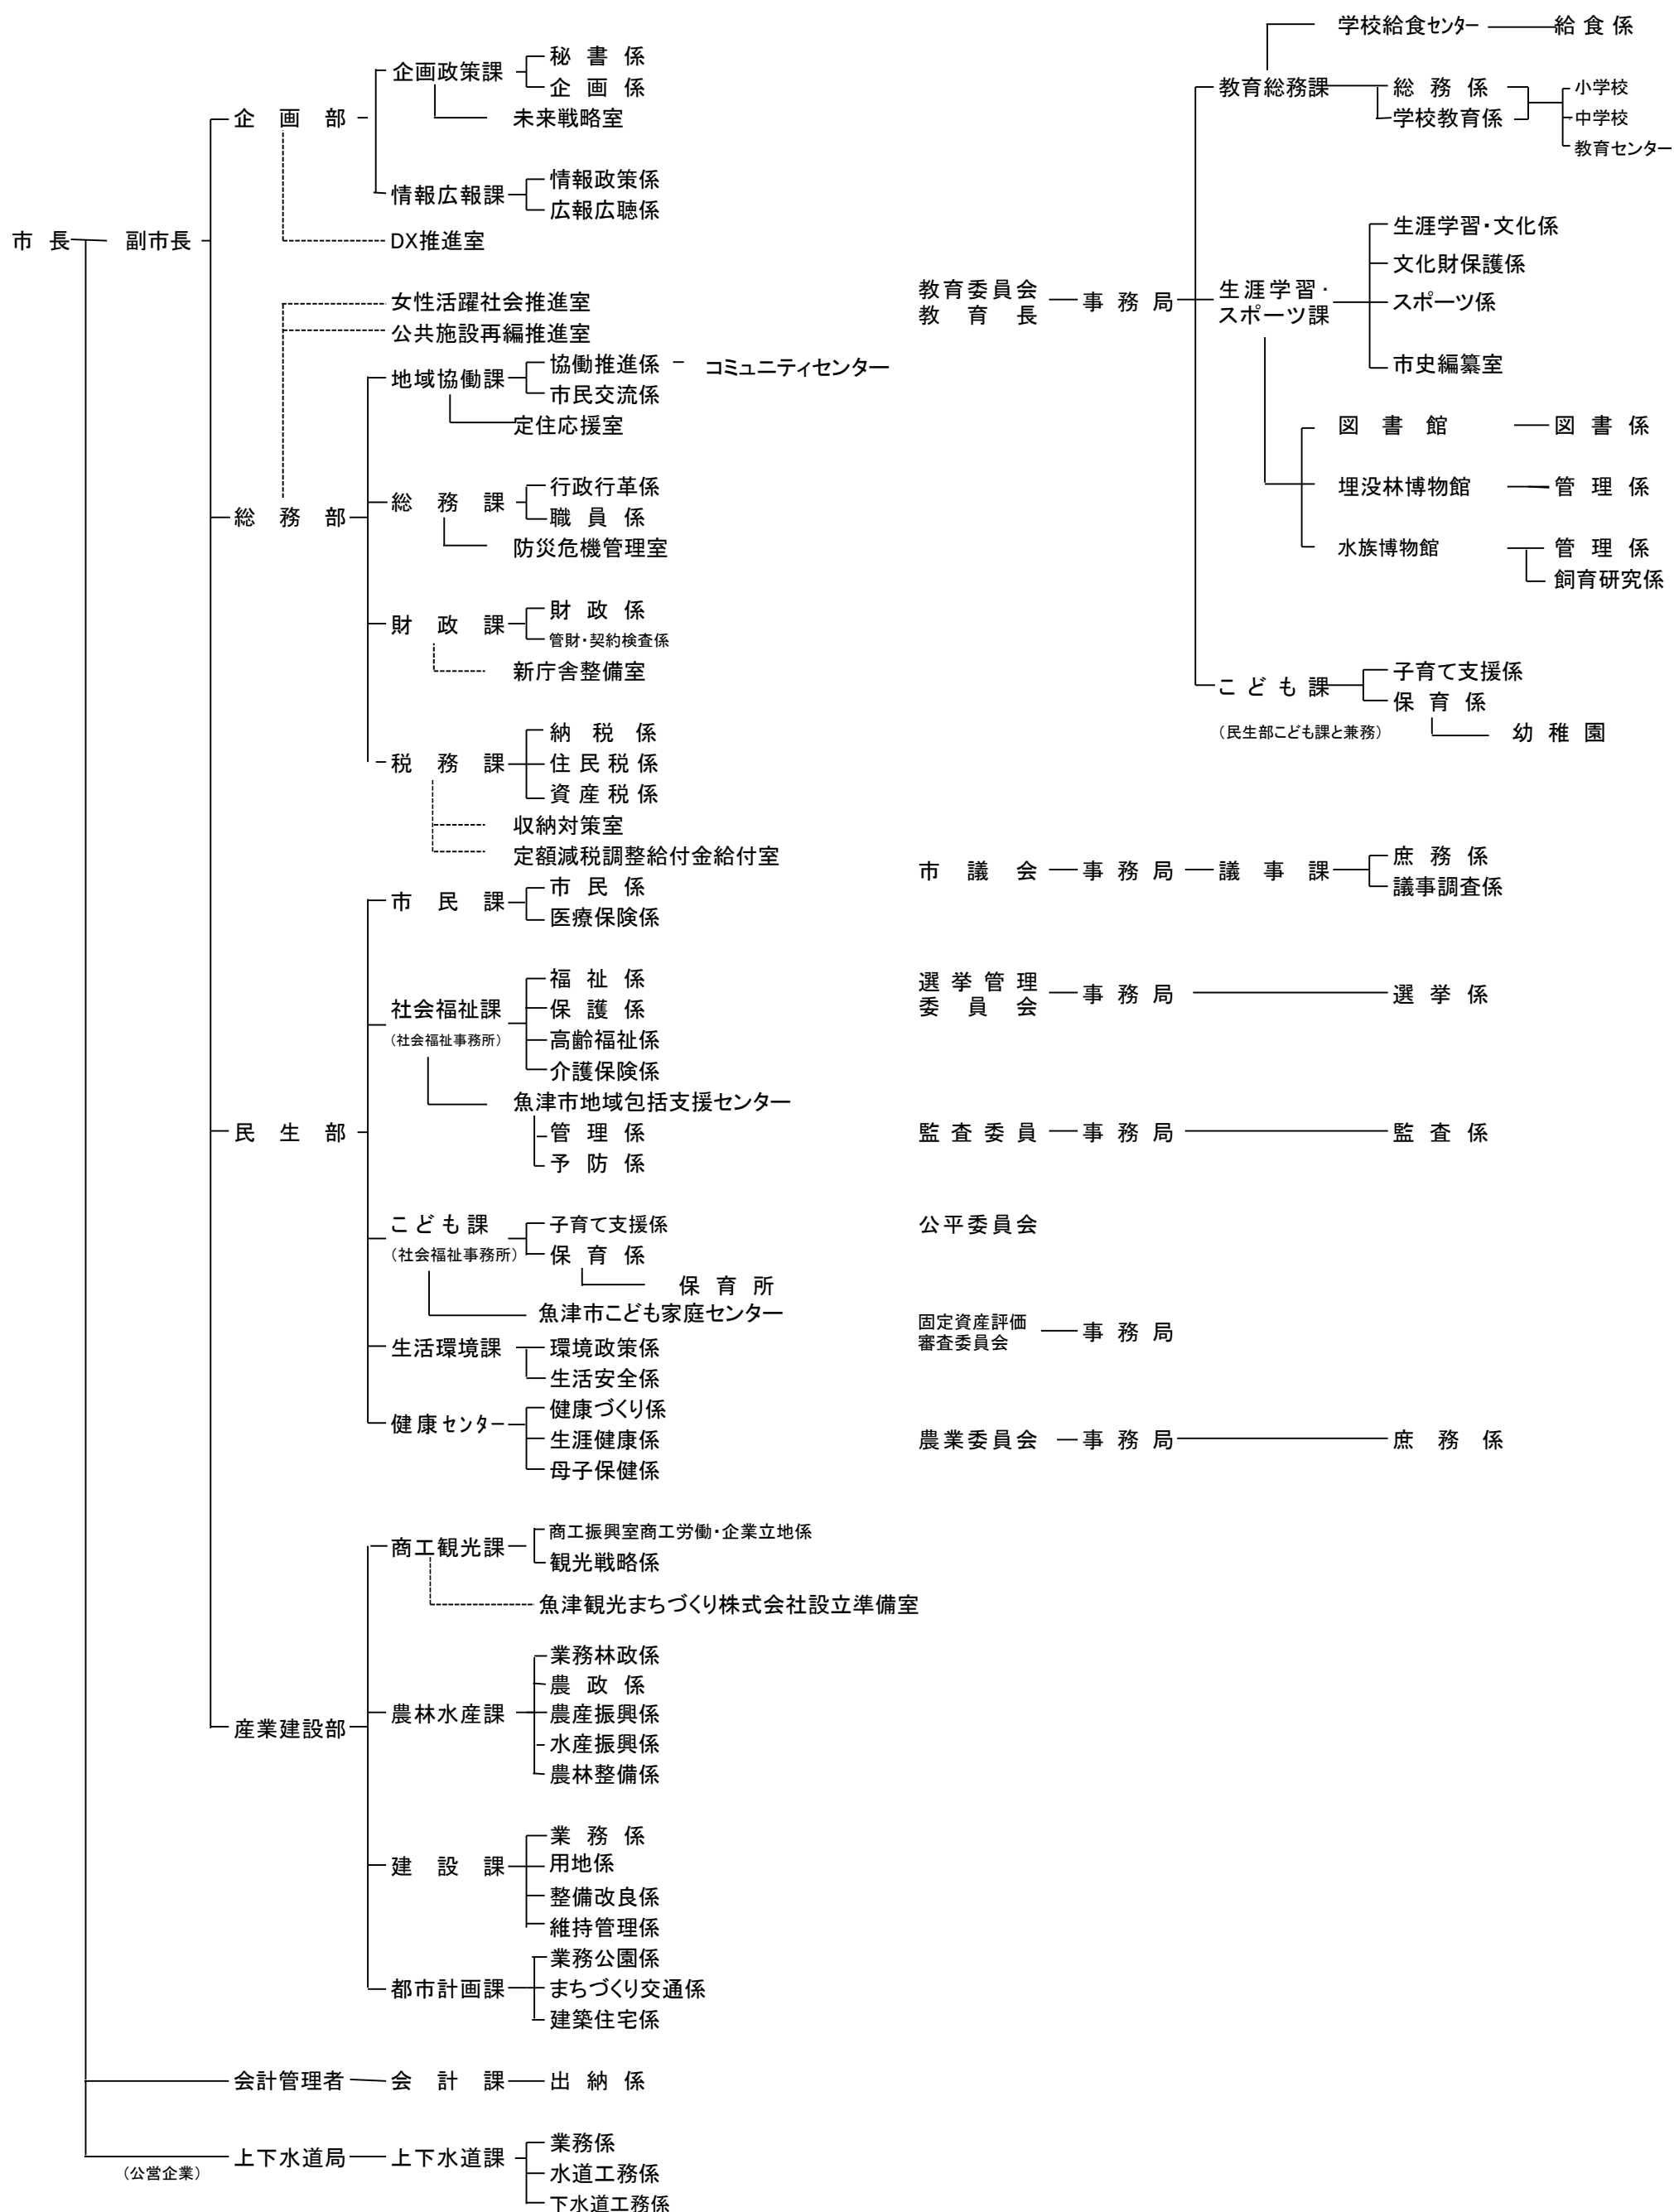 企画政策課
秘書係
企画係
企画部
未来戦略室
情報広報課
情報政策係
広報広聴係
市長
副市長
DX推進室
女性活躍社会推進室
公共施設再編推進室
地域協働課
協働推進係
コミュニティセンター
市民交流係
定住応援室
総務部
総務課
行政行革係
職員係
防災危機管理室
財政課
財政係
管財・契約検査係
新庁舎整備室
税務課
納税係
住民税係
資産税係
収納対策室
定額減税調整給付金給付室
市民課
市民係
医療保険係
社会福祉課
(社会福祉事務所)
福祉係
保護係
高齢福祉係
介護保険係
魚津市地域包括支援センター
民生部
管理係
予防係
こども課
(社会福祉事務所)
子育て支援係
保育係
保育所
魚津市こども家庭センター
生活環境課
環境政策係
生活安全係
健康センター
健康づくり係
生涯健康係
母子保健係
商工観光課
商工振興室商工労働・企業立地係
観光戦略係
魚津観光まちづくり株式会社設立準備室
産業建設部
農林水産課
業務林政係
農政係
農産振興係
水産振興係
農林整備係
建設課
業務係
用地係
整備改良係
維持管理係
都市計画課
業務公園係
まちづくり交通係
建築住宅係
会計管理者
会計課
出納係
上下水道局
(公営企業)
上下水道課
業務係
水道工務係
下水道工務係
学校給食センター
給食係
教育総務課
総務係
学校教育係
小学校
中学校
教育センター
教育委員会
教育長
事務局
生涯学習・
スポーツ課
生涯学習・文化係
文化財保護係
スポーツ係
市史編纂室
図書館
図書係
埋没林博物館
管理係
水族博物館
管理係
飼育研究係
こども課
(民生部こども課と兼務)
子育て支援係
保育係
幼稚園
市議会
事務局
議事課
庶務係
議事調査係
選挙管理
委員会
事務局
選挙係
監査委員
事務局
監査係
公平委員会
固定資産評価
審査委員会
事務局
農業委員会
事務局
庶務係